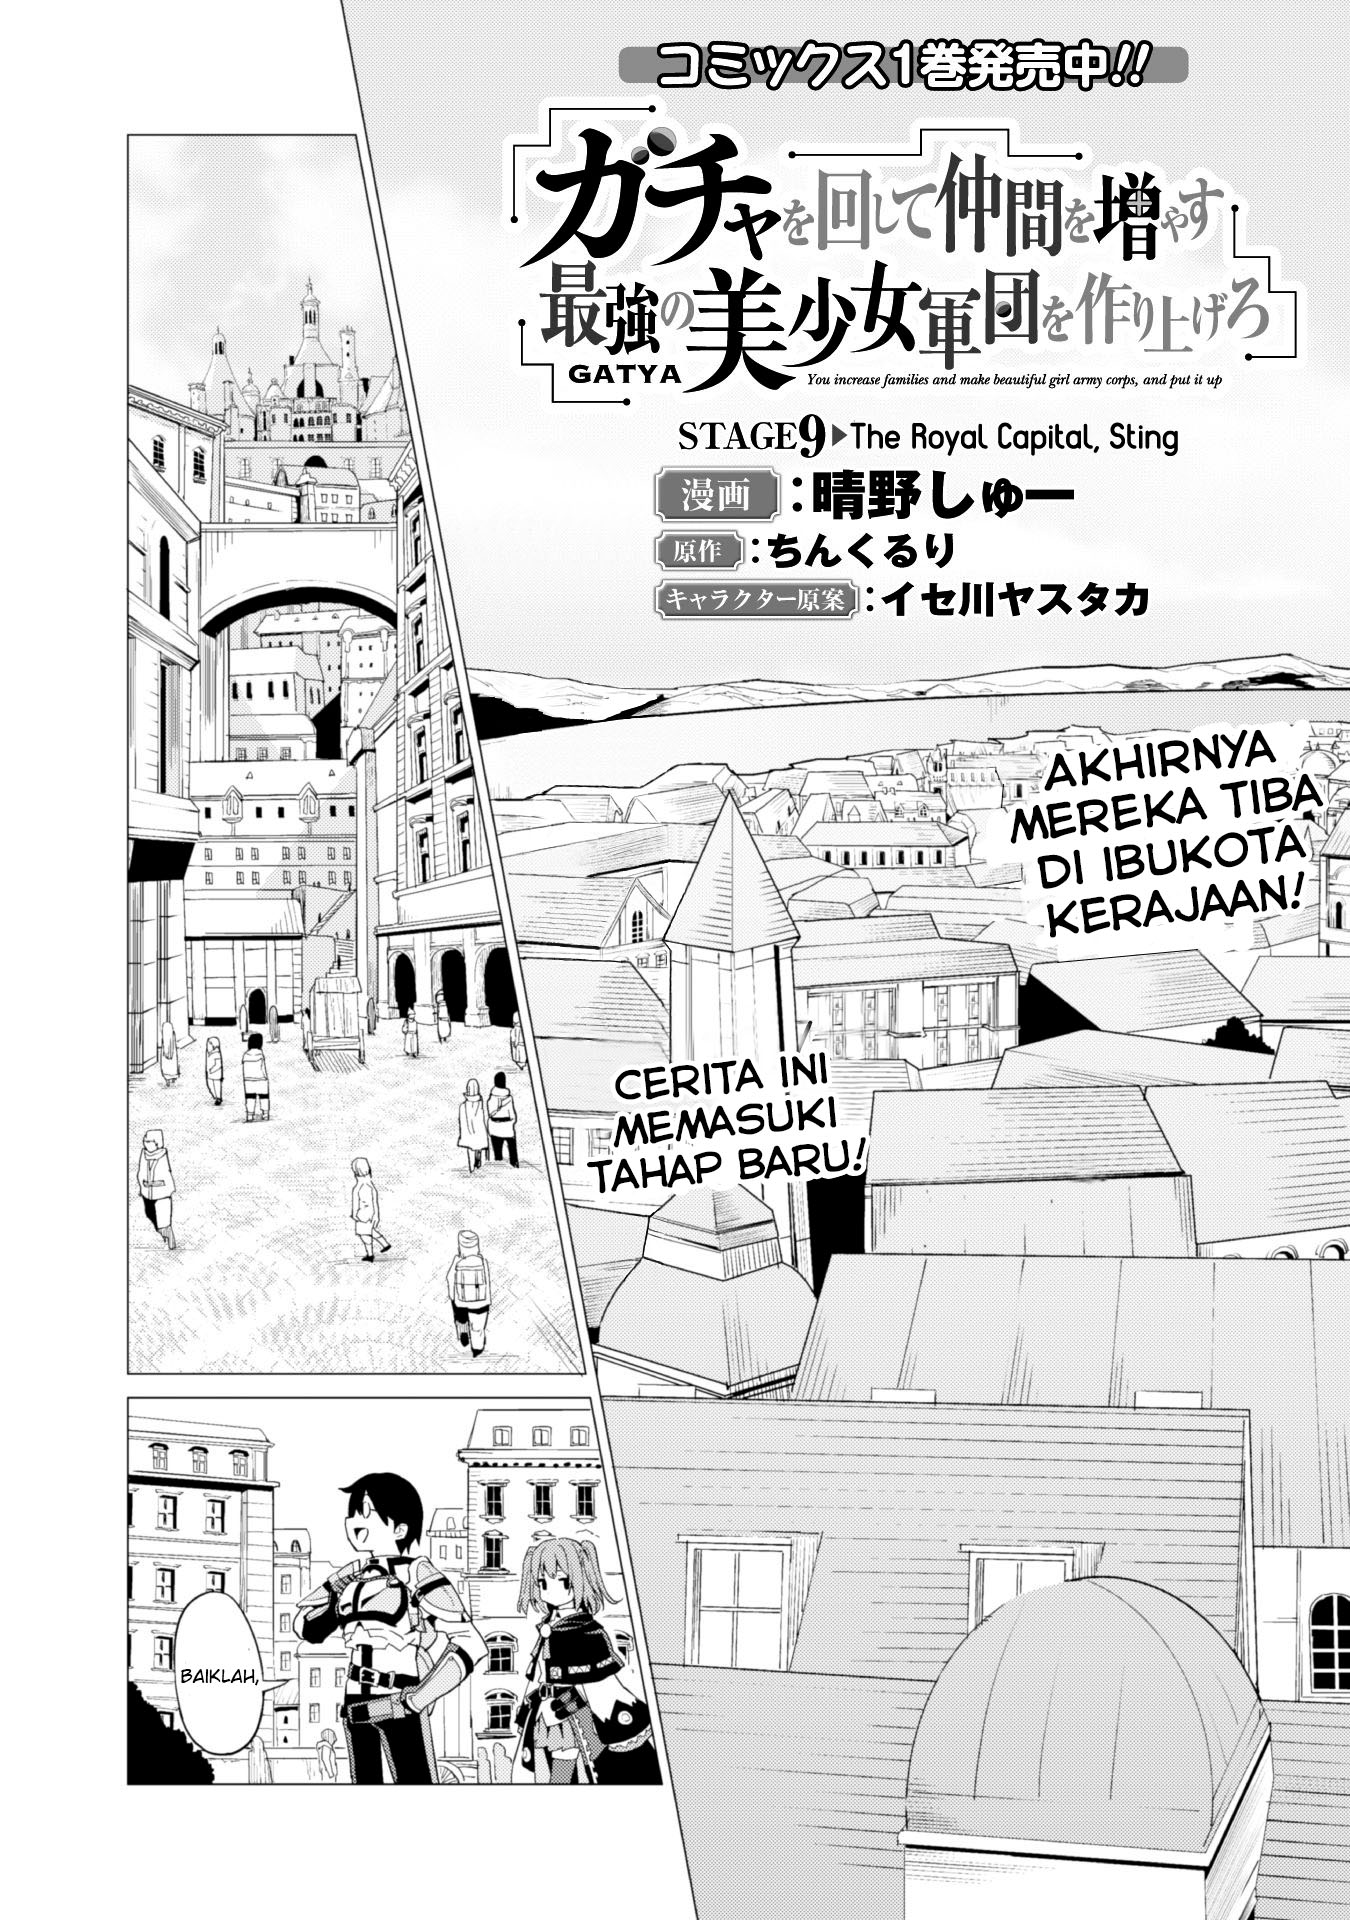 コミックス1巻発売中!!
ガチャを回して仲間を増やす
最強の美少女軍団を作り上げろ
GATYA
You increase families and make beautiful girl army corps, and put it up
STAGE9▶The Royal Capital, Sting
漫画:晴野しゅー
原作:ちんくるり
キャラクター原案:イセ川ヤスタカ
AKHIRNYA
MEREKA TIBA
DI IBUKOTA
KERAJAAN!
CERITA INI
MEMASUKI
TAHAP BARU!
BAIKLAH,